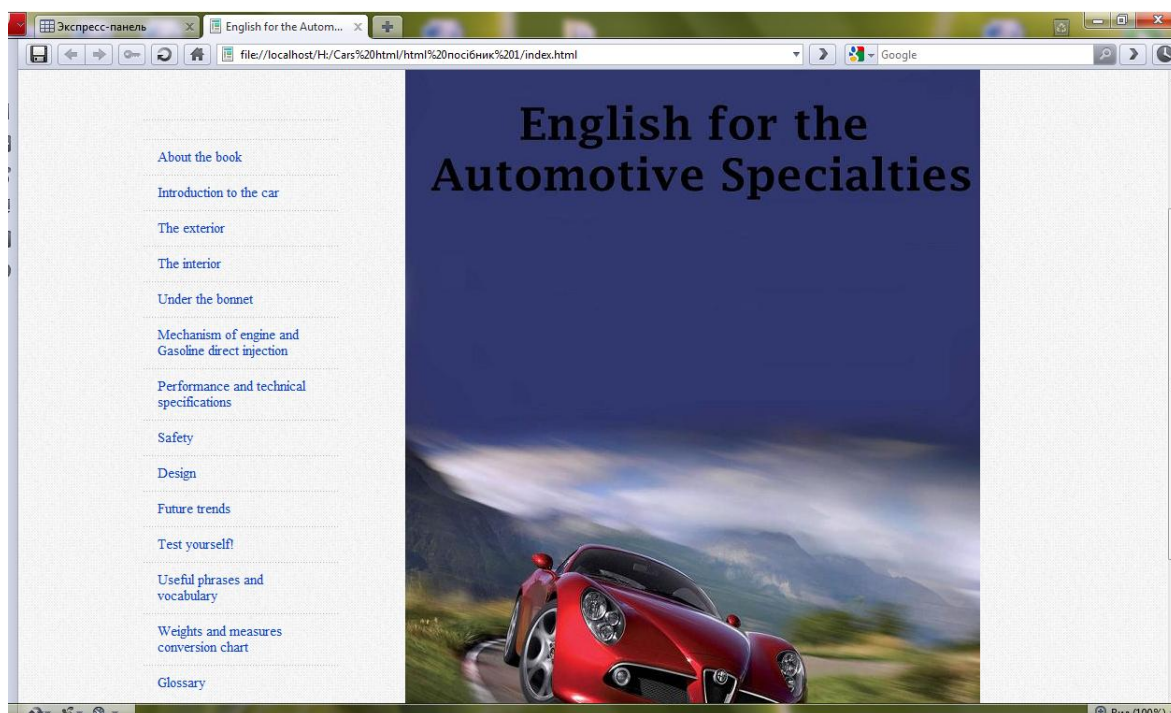 Экспресс-панель
English for the Autom...
file://localhost/H:/Cars%20html/html%20посібник%201/index.html
Google
English for the
Automotive Specialties
About the book
Introduction to the car
The exterior
The interior
Under the bonnet
Mechanism of engine and
Gasoline direct injection
Performance and technical
specifications
Safety
Design
Future trends
Test yourself!
Useful phrases and
vocabulary
Weights and measures
conversion chart
Glossary
Вид (100%)